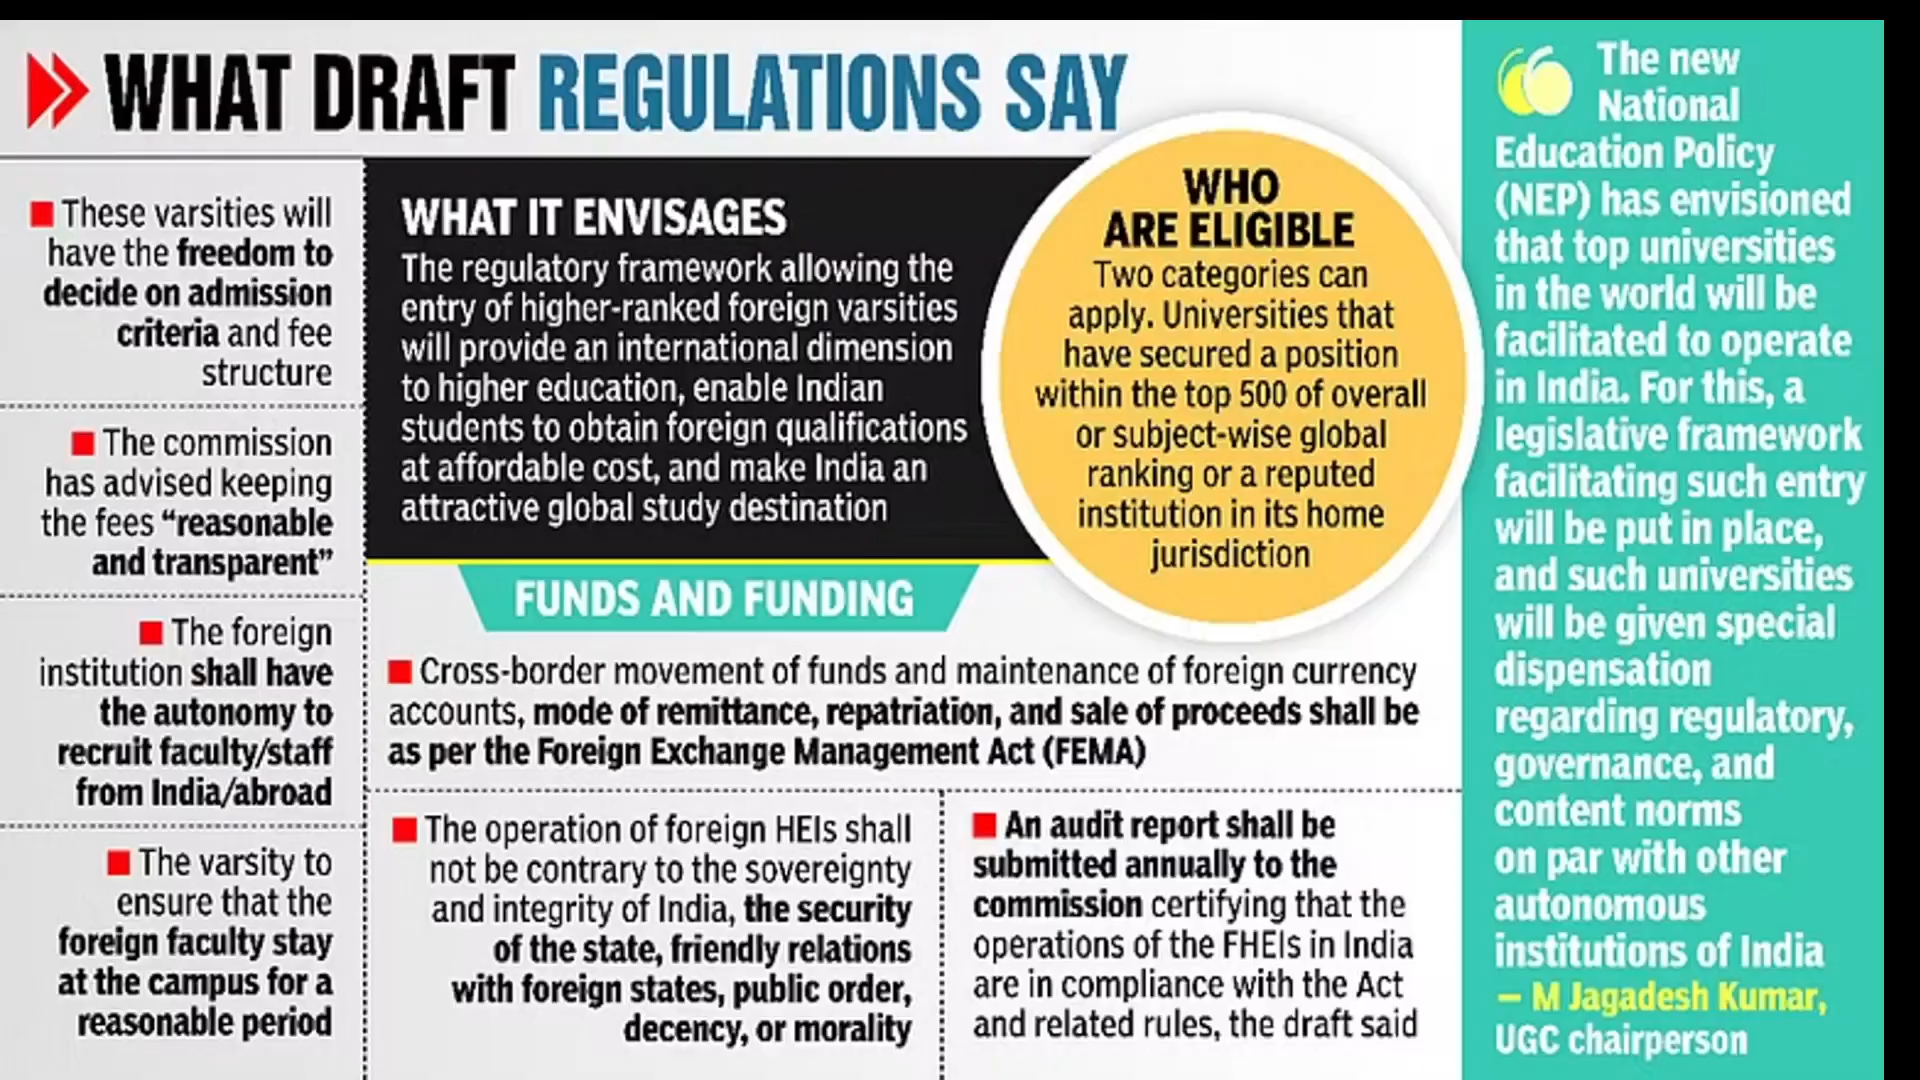 WHAT DRAFT REGULATIONS SAY
These varsities will
have the freedom to
decide on admission
criteria and fee
structure
The commission
has advised keeping
the fees “reasonable
and transparent”
The foreign
institution shall have
the autonomy to
recruit faculty/staff
from India/abroad
The varsity to
ensure that the
foreign faculty stay
at the campus for a
reasonable period
WHAT IT ENVISAGES
The regulatory framework allowing the
entry of higher-ranked foreign varsities
will provide an international dimension
to higher education, enable Indian
students to obtain foreign qualifications
at affordable cost, and make India an
attractive global study destination
WHO
ARE ELIGIBLE
Two categories can
apply. Universities that
have secured a position
within the top 500 of overall
or subject-wise global
ranking or a reputed
institution in its home
jurisdiction
FUNDS AND FUNDING
Cross-border movement of funds and maintenance of foreign currency
accounts, mode of remittance, repatriation, and sale of proceeds shall be
as per the Foreign Exchange Management Act (FEMA)
The operation of foreign HEIs shall
not be contrary to the sovereignty
and integrity of India, the security
of the state, friendly relations
with foreign states, public order,
decency, or morality
An audit report shall be
submitted annually to the
commission certifying that the
operations of the FHEIs in India
are in compliance with the Act
and related rules, the draft said
The new
National
Education Policy
(NEP) has envisioned
that top universities
in the world will be
facilitated to operate
in India. For this, a
legislative framework
facilitating such entry
will be put in place,
and such universities
will be given special
dispensation
regarding regulatory,
governance, and
content norms
on par with other
autonomous
institutions of India
– M Jagadesh Kumar,
UGC chairperson